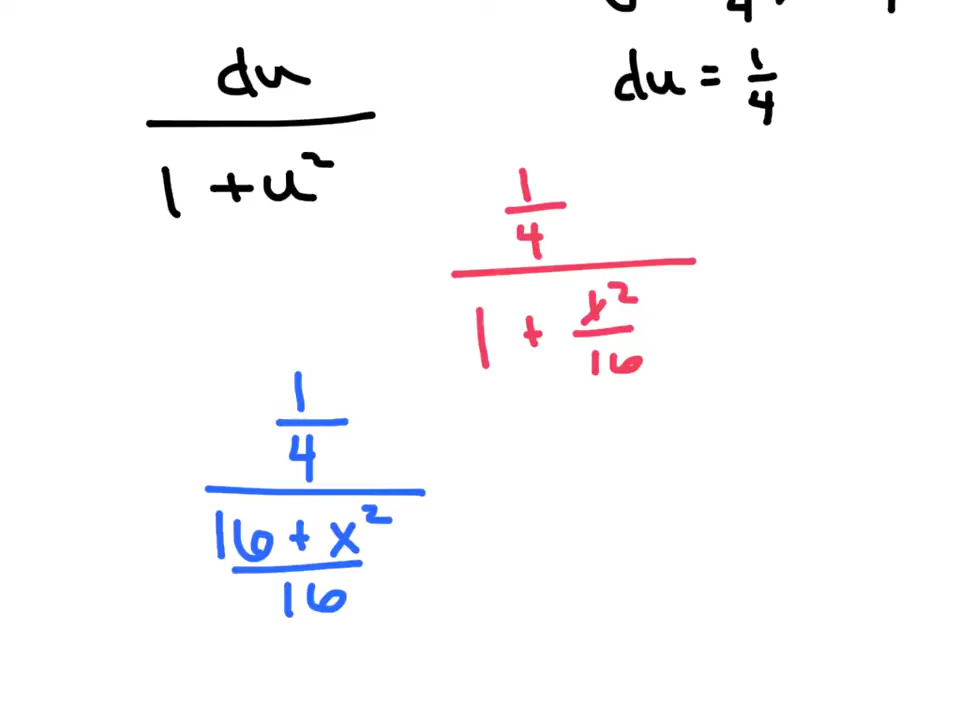 du = 1/4
du / (1 + u²)
(1/4) / (1 + x²/16)
(1/4) / ((16 + x²)/16)